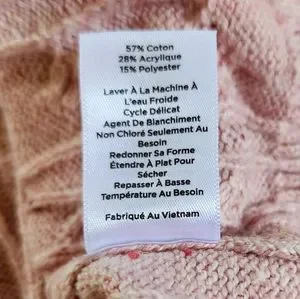 57% Coton
28% Acrylique
15% Polyester
Laver À La Machine À
L'eau Froide
Cycle Délicat
Agent De Blanchiment
Non Chloré Seulement Au
Besoin
Redonner Sa Forme
Étendre À Plat Pour
Sécher
Repasser À Basse
Température Au Besoin
Fabriqué Au Vietnam